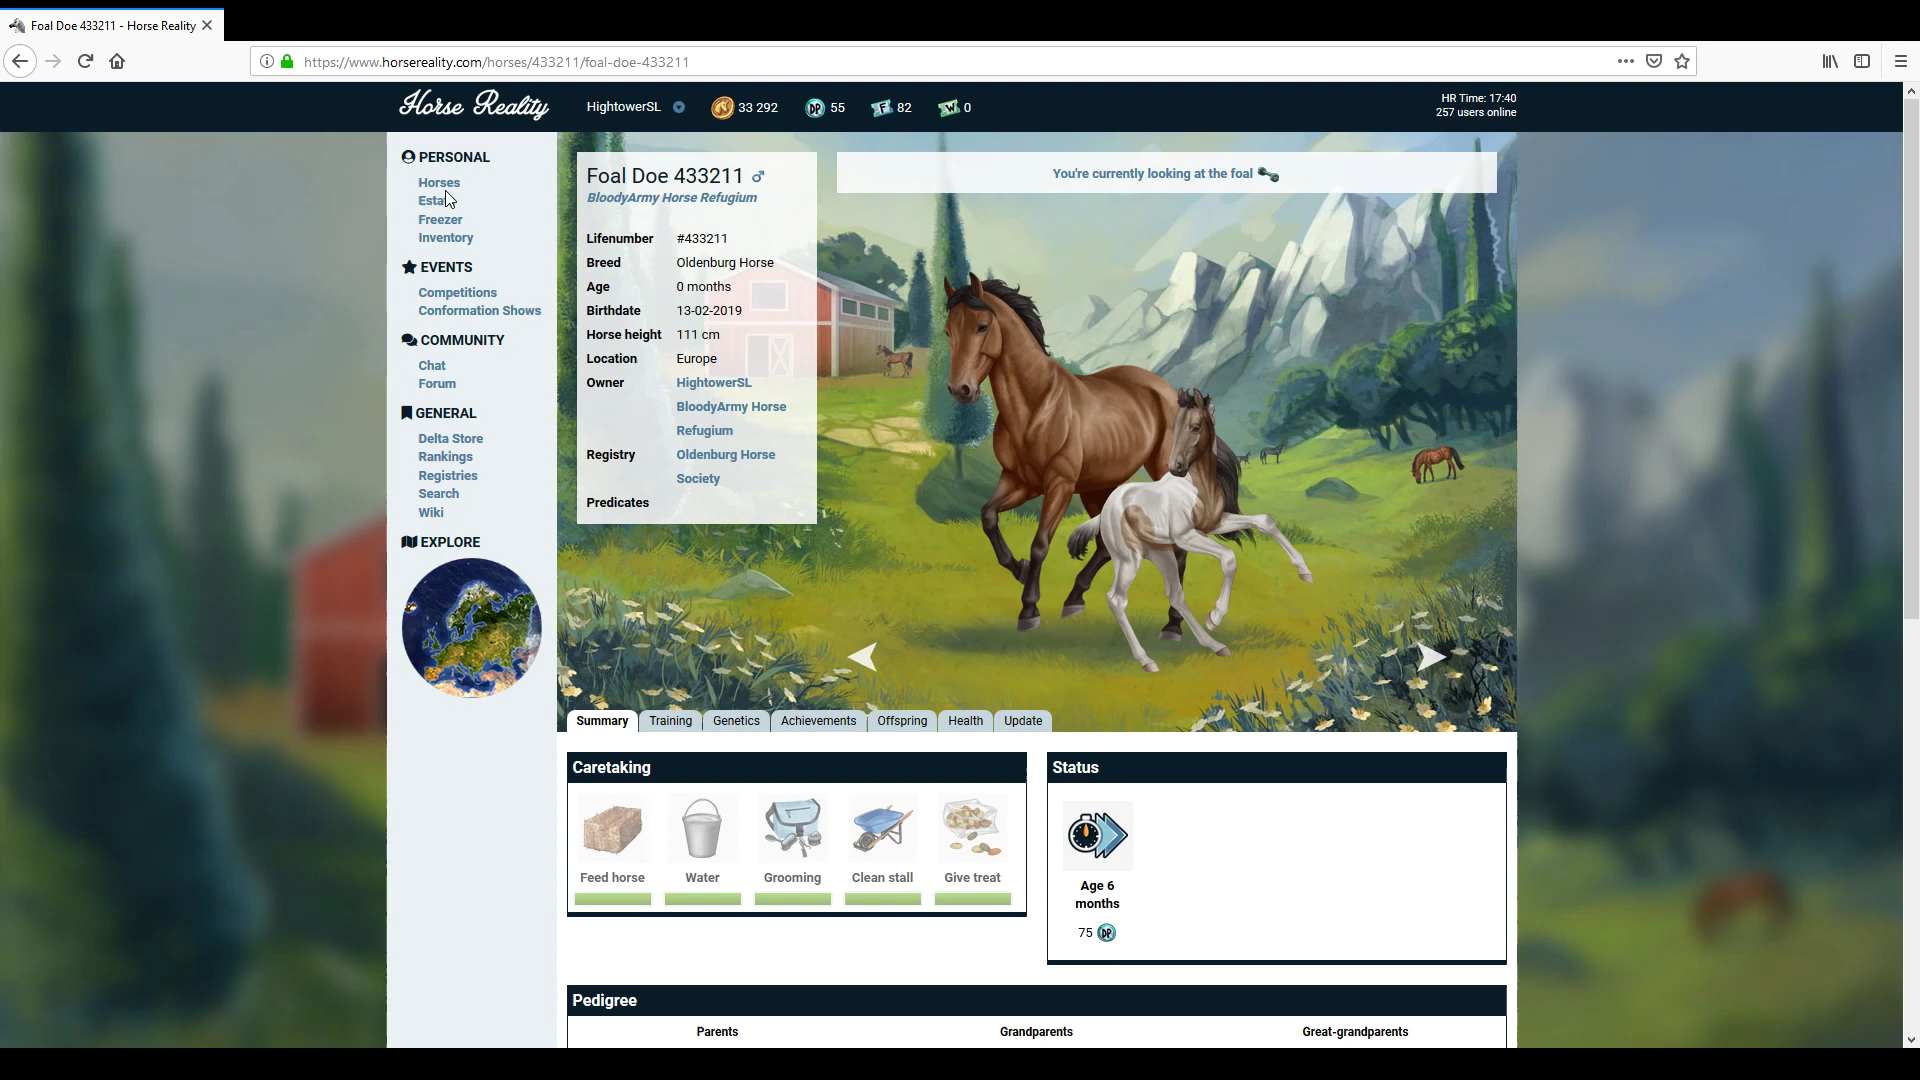 Foal Doe 433211 - Horse Reality
https://www.horsereality.com/horses/433211/foal-doe-433211
Horse Reality
HightowerSL
33 292
DP
55
F
82
W
0
HR Time: 17:40
257 users online
PERSONAL
Horses
Esta
Freezer
Inventory
EVENTS
Competitions
Conformation Shows
COMMUNITY
Chat
Forum
GENERAL
Delta Store
Rankings
Registries
Search
Wiki
EXPLORE
Foal Doe 433211 ♂
BloodyArmy Horse Refugium
Lifenumber #433211
Breed Oldenburg Horse
Age 0 months
Birthdate 13-02-2019
Horse height 111 cm
Location Europe
Owner HightowerSL
BloodyArmy Horse
Refugium
Registry Oldenburg Horse
Society
Predicates
You're currently looking at the foal
Summary
Training
Genetics
Achievements
Offspring
Health
Update
Caretaking
Feed horse
Water
Grooming
Clean stall
Give treat
Status
Age 6
months
75 DP
Pedigree
Parents
Grandparents
Great-grandparents